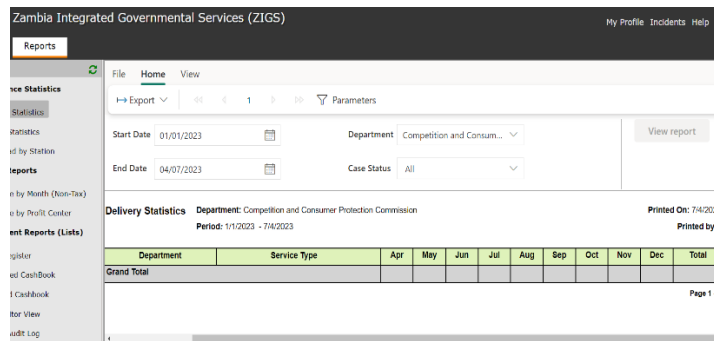 Zambia Integrated Governmental Services (ZIGS)
My Profile Incidents Help
Reports
File Home View
nce Statistics
Export 1 Parameters
Statistics
Statistics
Start Date 01/01/2023 Department Competition and Consum... View report
ed by Station
Reports
End Date 04/07/2023 Case Status All
e by Month (Non-Tax)
e by Profit Center
Delivery Statistics Department: Competition and Consumer Protection Commission Printed On: 7/4/20
Period: 1/1/2023 - 7/4/2023 Printed by
ent Reports (Lists)
Department Service Type Apr May Jun Jul Aug Sep Oct Nov Dec Total
egister
Grand Total
ed CashBook
d Cashbook
Page 1
itor View
udit Log